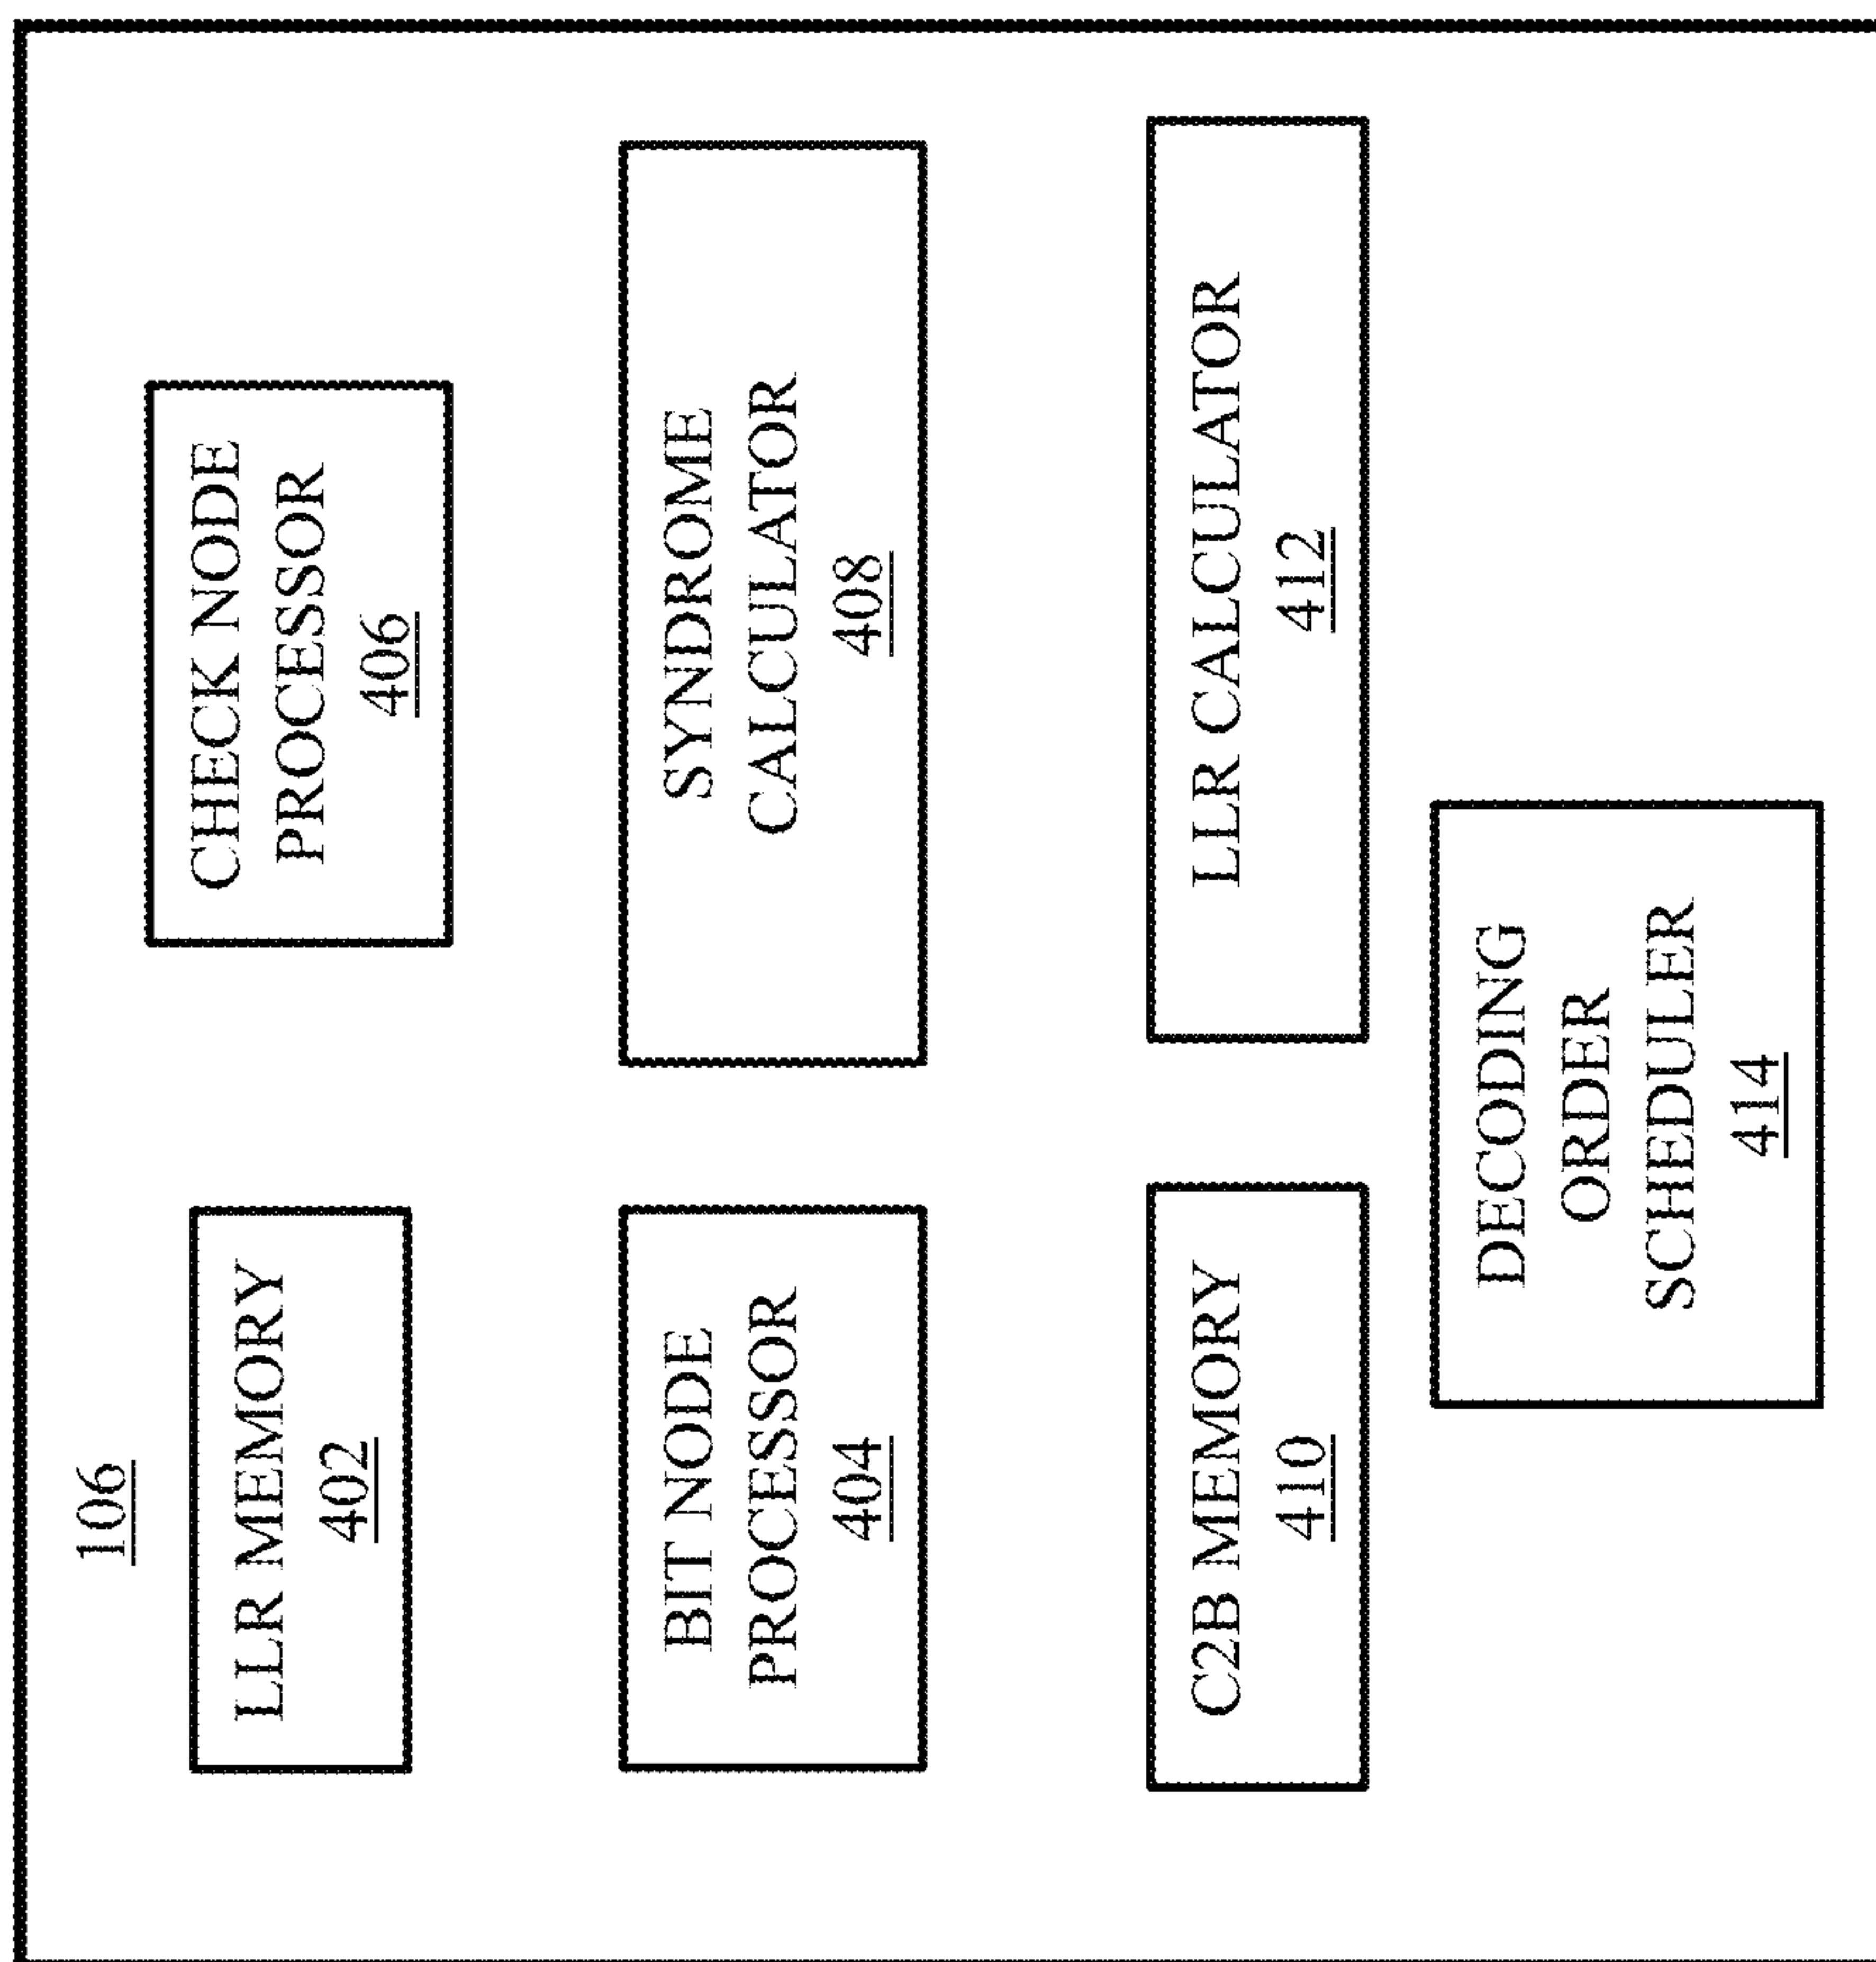 106
LLR MEMORY
402
CHECK NODE
PROCESSOR
406
BIT NODE
PROCESSOR
404
SYNDROME
CALCULATOR
408
C2B MEMORY
410
LLR CALCULATOR
412
DECODING
ORDER
SCHEDULER
414